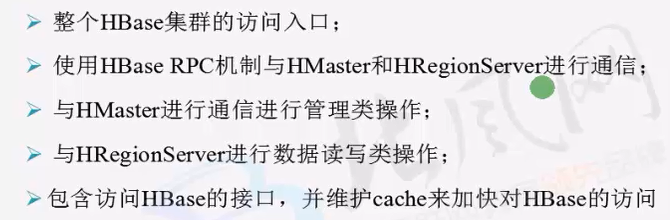 整个HBase集群的访问入口；
使用HBase RPC机制与HMaster和HRegionServer进行通信；
与HMaster进行通信进行管理类操作；
与HRegionServer进行数据读写类操作；
包含访问HBase的接口，并维护cache来加快对HBase的访问